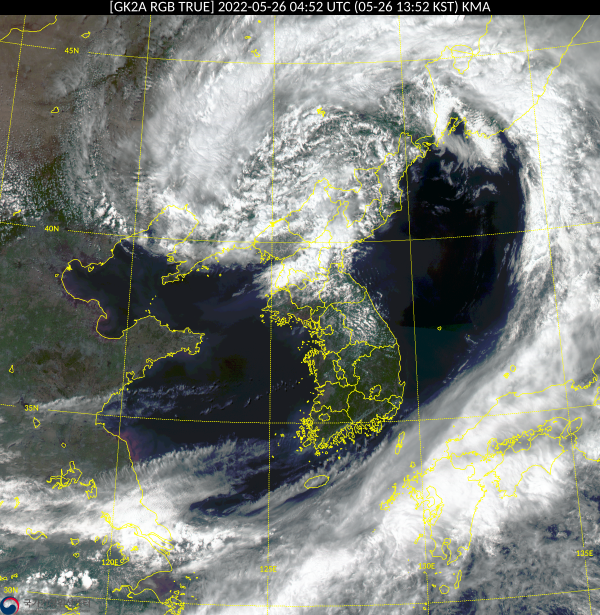 [GK2A RGB TRUE] 2022-05-26 04:52 UTC (05-26 13:52 KST) KMA
45N
40N
35N
120E
125E
130E
135E
30N